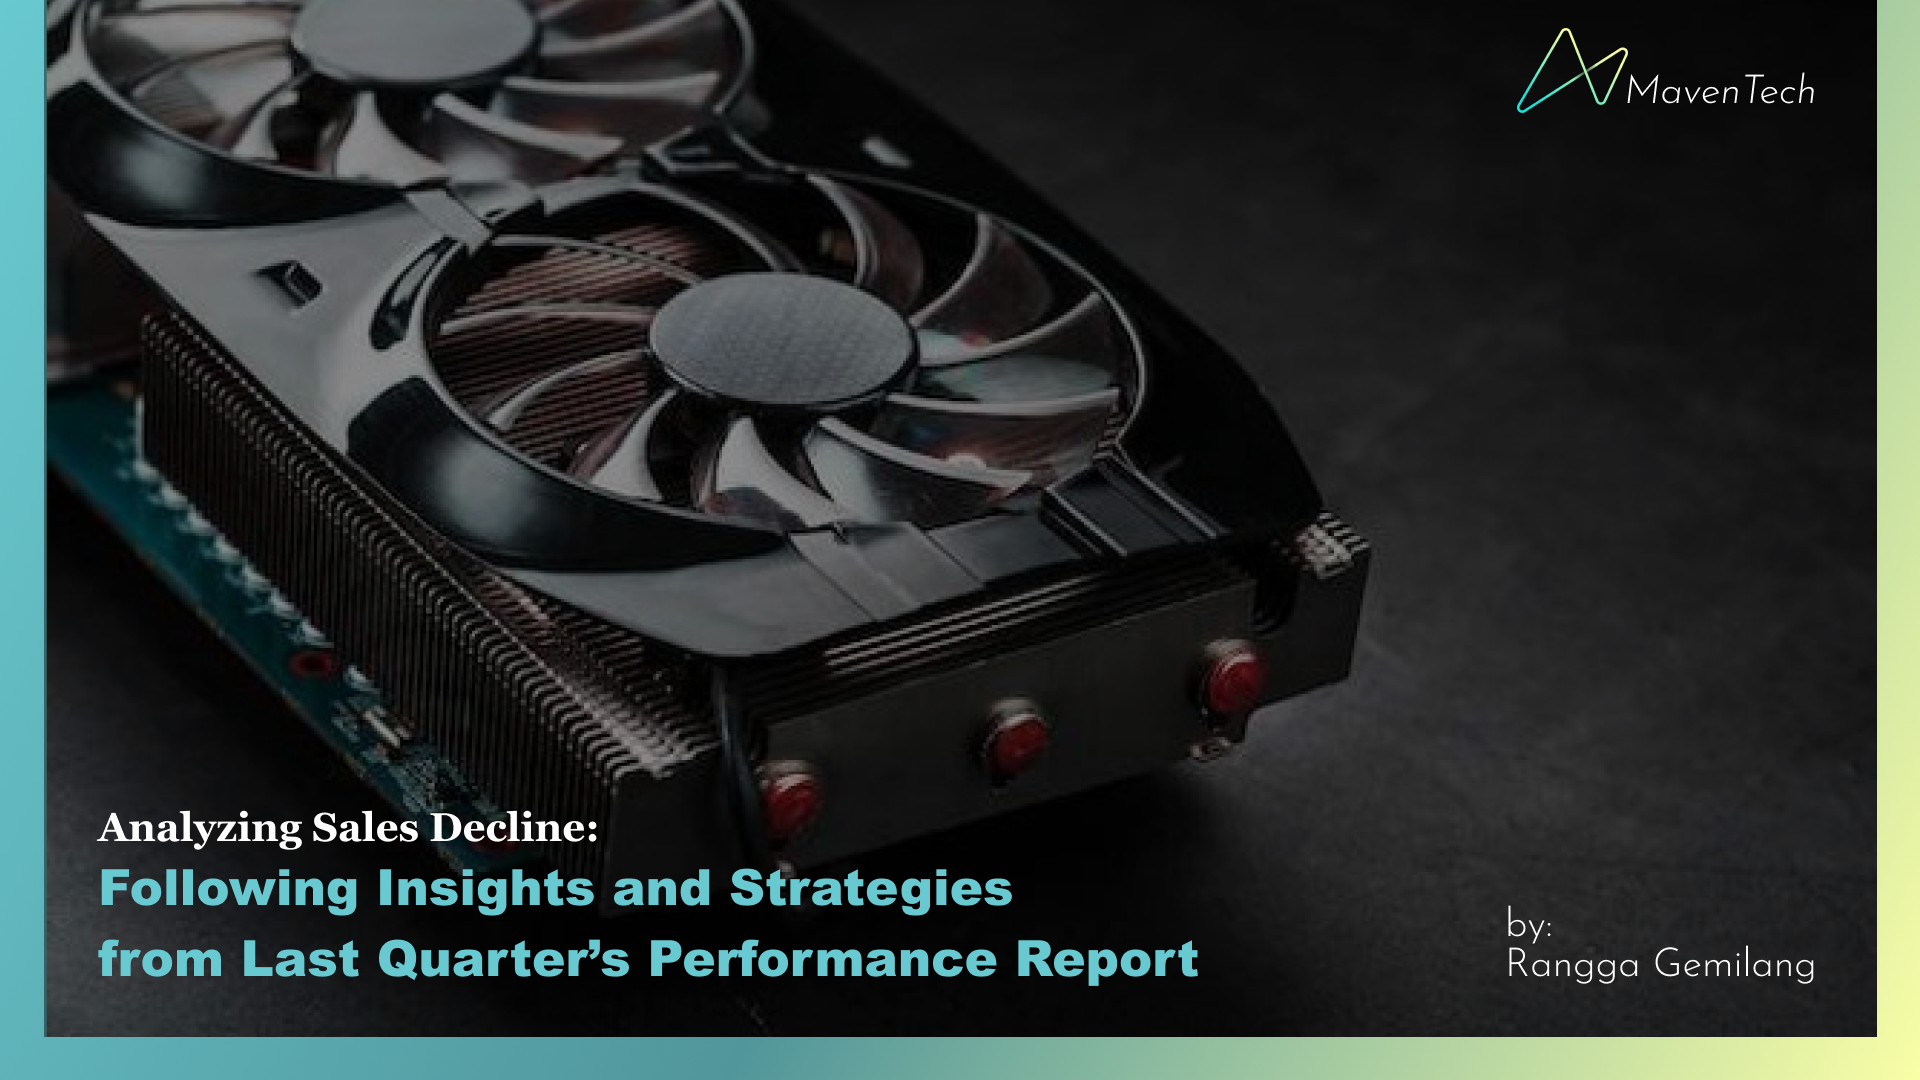 MavenTech
Analyzing Sales Decline:
Following Insights and Strategies
from Last Quarter’s Performance Report
by:
Rangga Gemilang